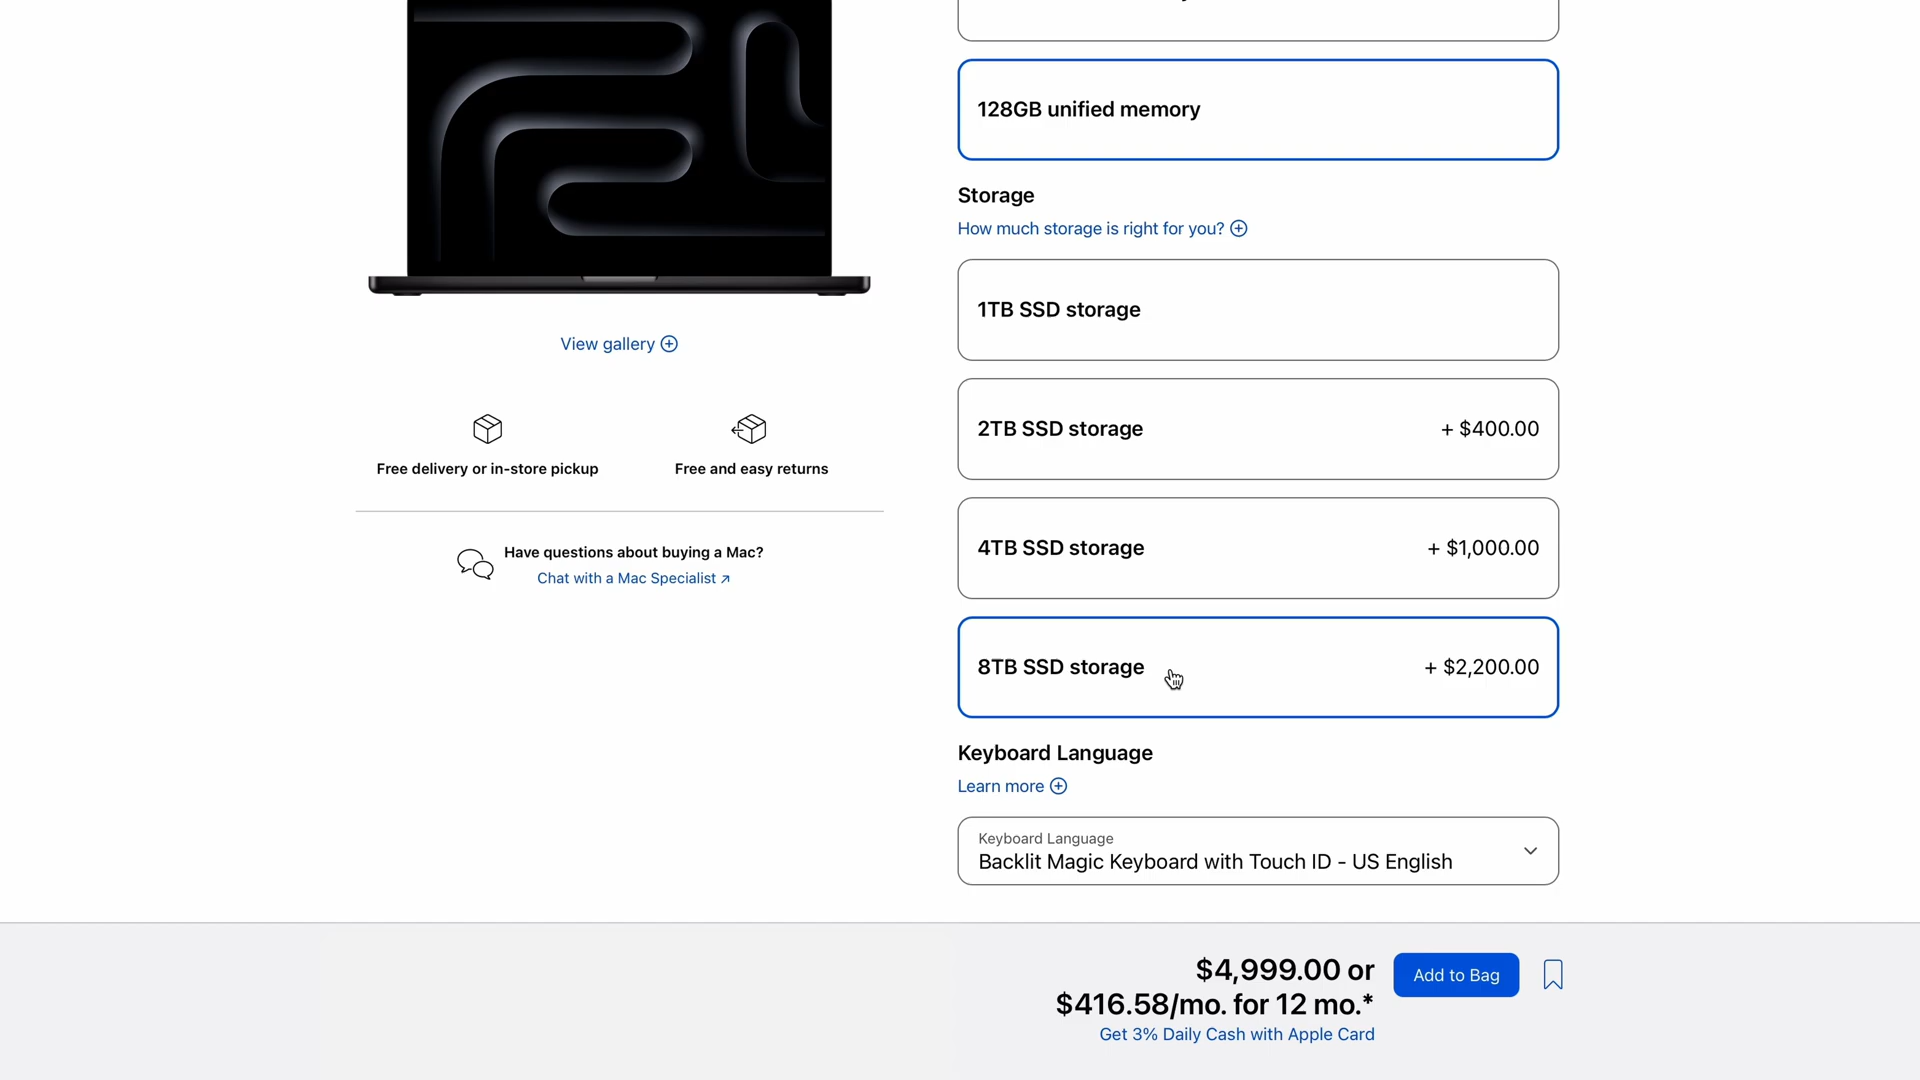 128GB unified memory
Storage
How much storage is right for you?
1TB SSD storage
2TB SSD storage
+ $400.00
4TB SSD storage
+ $1,000.00
8TB SSD storage
+ $2,200.00
Keyboard Language
Learn more
Keyboard Language
Backlit Magic Keyboard with Touch ID - US English
View gallery
Free delivery or in-store pickup
Free and easy returns
Have questions about buying a Mac?
Chat with a Mac Specialist ↗
$4,999.00 or
$416.58/mo. for 12 mo.*
Get 3% Daily Cash with Apple Card
Add to Bag